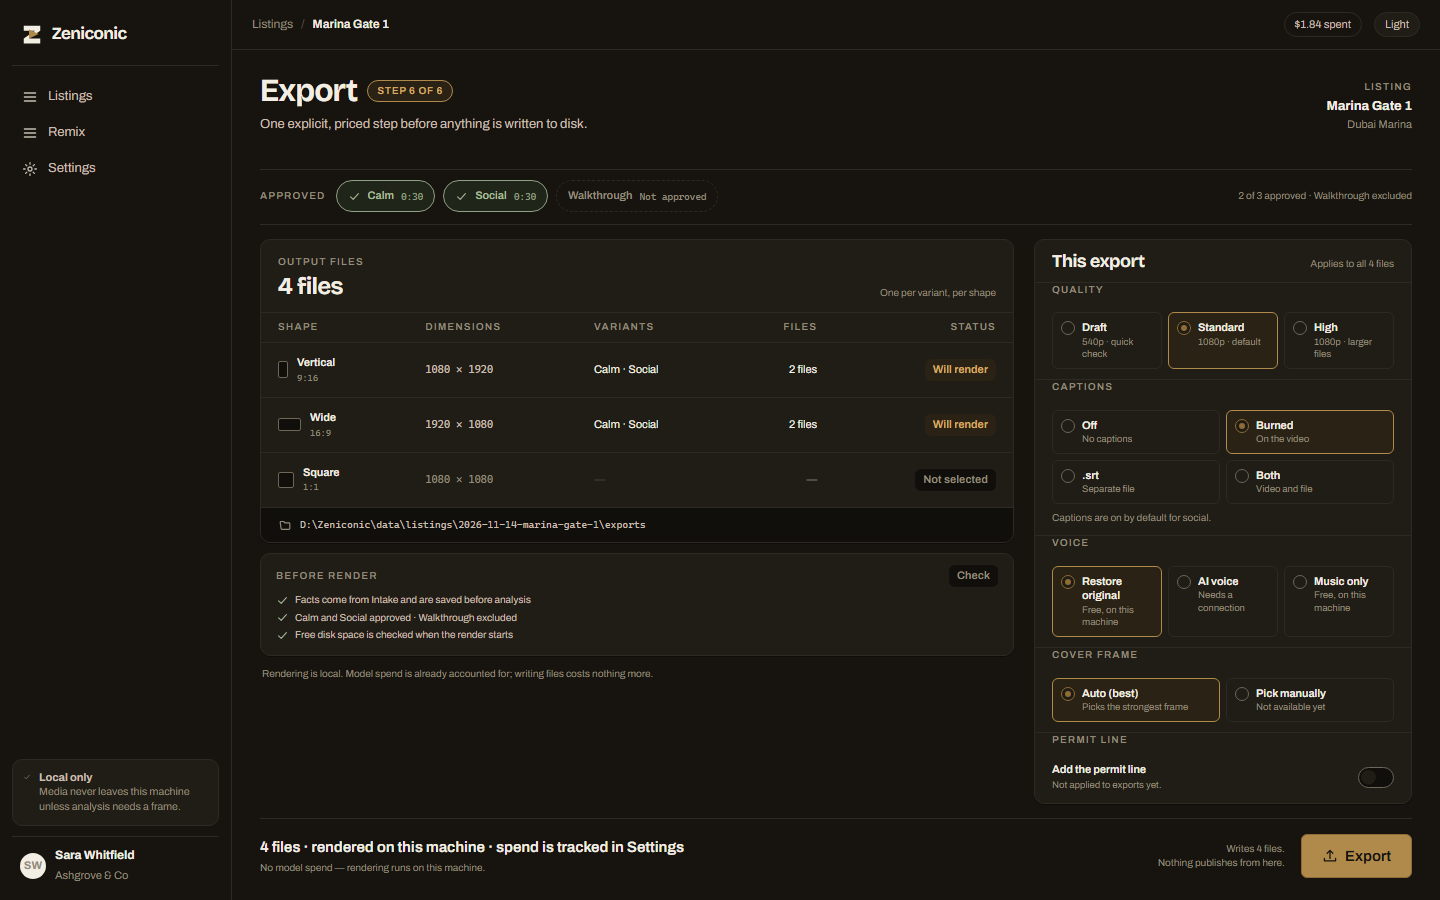 Zeniconic
Listings
Remix
Settings
Local only
Media never leaves this machine
unless analysis needs a frame.
SW
Sara Whitfield
Ashgrove & Co
Listings / Marina Gate 1
$1.84 spent
Light
Export
STEP 6 OF 6
One explicit, priced step before anything is written to disk.
LISTING
Marina Gate 1
Dubai Marina
APPROVED
Calm 0:30
Social 0:30
Walkthrough Not approved
2 of 3 approved · Walkthrough excluded
OUTPUT FILES
4 files
One per variant, per shape
SHAPE DIMENSIONS VARIANTS FILES STATUS
Vertical
9:16
1080 × 1920
Calm · Social
2 files
Will render
Wide
16:9
1920 × 1080
Calm · Social
2 files
Will render
Square
1:1
1080 × 1080
—
—
Not selected
D:\Zeniconic\data\listings\2026-11-14-marina-gate-1\exports
BEFORE RENDER
Check
Facts come from Intake and are saved before analysis
Calm and Social approved · Walkthrough excluded
Free disk space is checked when the render starts
Rendering is local. Model spend is already accounted for; writing files costs nothing more.
This export
Applies to all 4 files
QUALITY
Draft
540p · quick
check
Standard
1080p · default
High
1080p · larger
files
CAPTIONS
Off
No captions
Burned
On the video
.srt
Separate file
Both
Video and file
Captions are on by default for social.
VOICE
Restore
original
Free, on this
machine
AI voice
Needs a
connection
Music only
Free, on this
machine
COVER FRAME
Auto (best)
Picks the strongest frame
Pick manually
Not available yet
PERMIT LINE
Add the permit line
Not applied to exports yet.
4 files · rendered on this machine · spend is tracked in Settings
No model spend — rendering runs on this machine.
Writes 4 files.
Nothing publishes from here.
Export